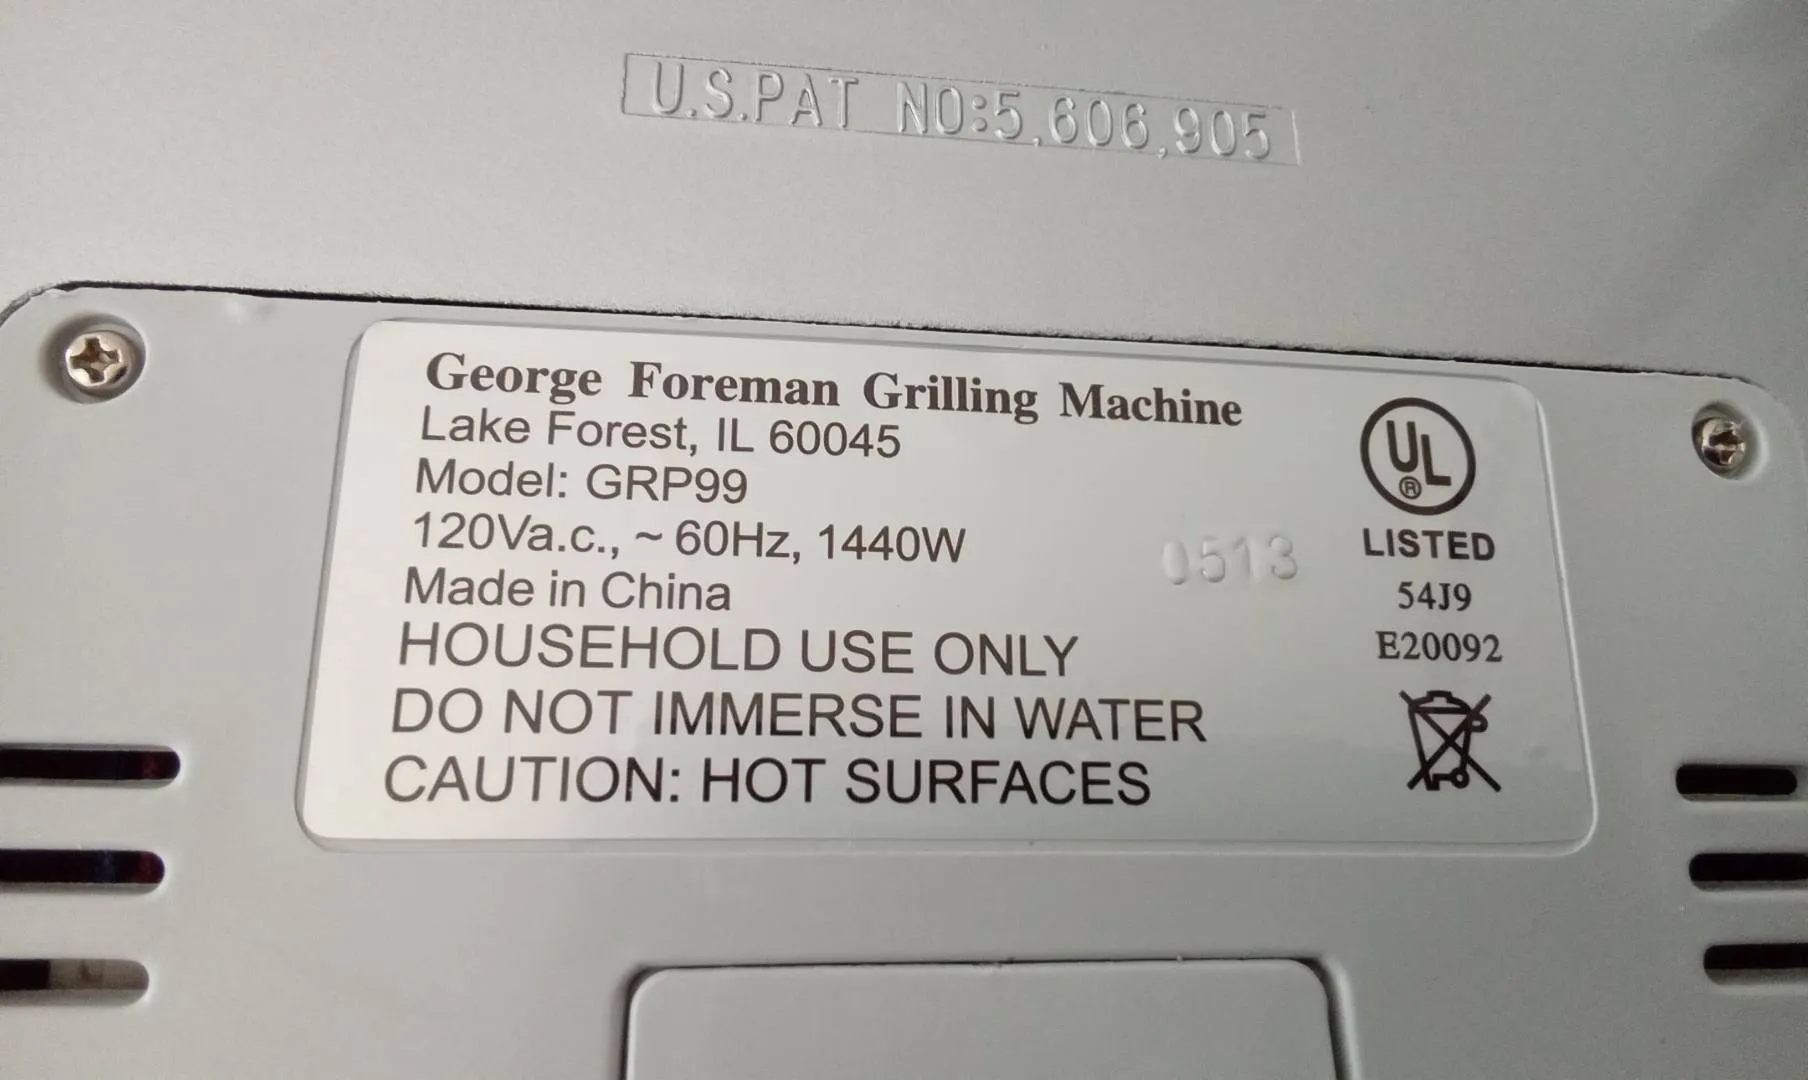 U.S.PAT NO:5,606,905
George Foreman Grilling Machine
Lake Forest, IL 60045
Model: GRP99
120Va.c., ~ 60Hz, 1440W
Made in China
HOUSEHOLD USE ONLY
DO NOT IMMERSE IN WATER
CAUTION: HOT SURFACES
0513
UL
®
LISTED
54J9
E20092